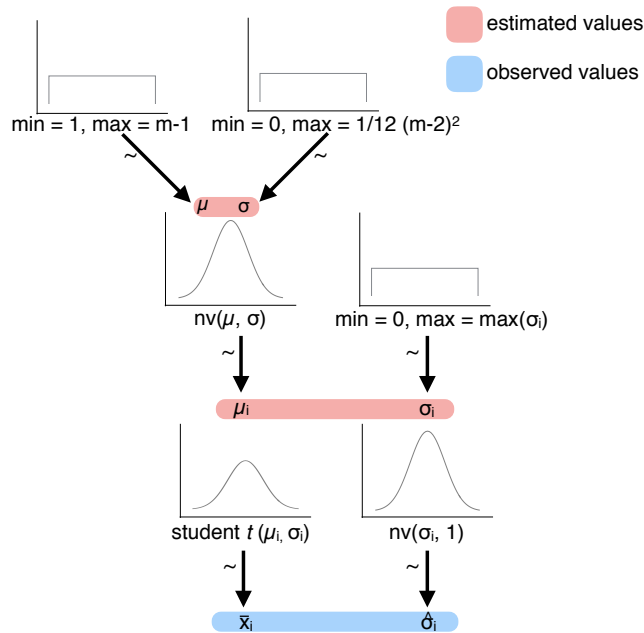 estimated values
observed values
min = 1, max = m-1
min = 0, max = 1/12 (m-2)²
~
~
μ σ
nv(μ, σ)
min = 0, max = max(σᵢ)
~
~
μᵢ σᵢ
student t (μᵢ, σᵢ)
nv(σᵢ, 1)
~
~
x̄ᵢ σ̂ᵢ